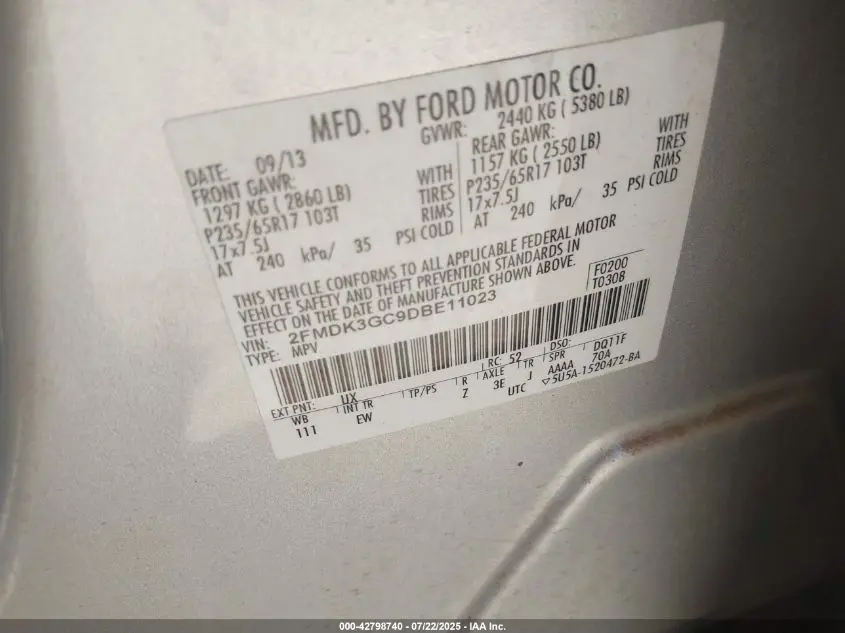 MFD. BY FORD MOTOR CO.
DATE: 09/13
GVWR: 2440 KG ( 5380 LB)
FRONT GAWR:
1297 KG ( 2860 LB) WITH
P235/65R17 103T TIRES
17x7.5J RIMS
AT 240 kPa/ 35 PSI COLD
REAR GAWR:
1157 KG ( 2550 LB) WITH
P235/65R17 103T TIRES
17x7.5J RIMS
AT 240 kPa/ 35 PSI COLD
THIS VEHICLE CONFORMS TO ALL APPLICABLE FEDERAL MOTOR
VEHICLE SAFETY AND THEFT PREVENTION STANDARDS IN
EFFECT ON THE DATE OF MANUFACTURE SHOWN ABOVE.
VIN: 2FMDK3GC9DBE11023
TYPE: MPV
F0200
T0308
EXT PNT: UX RC: 52 DSO:
WB INT TR TP/PS R AXLE TR SPR DQ11F
111 EW Z 3E J AAAA 70A
UTC ▽5U5A-1520472-BA
000-42798740 - 07/22/2025 - IAA Inc.